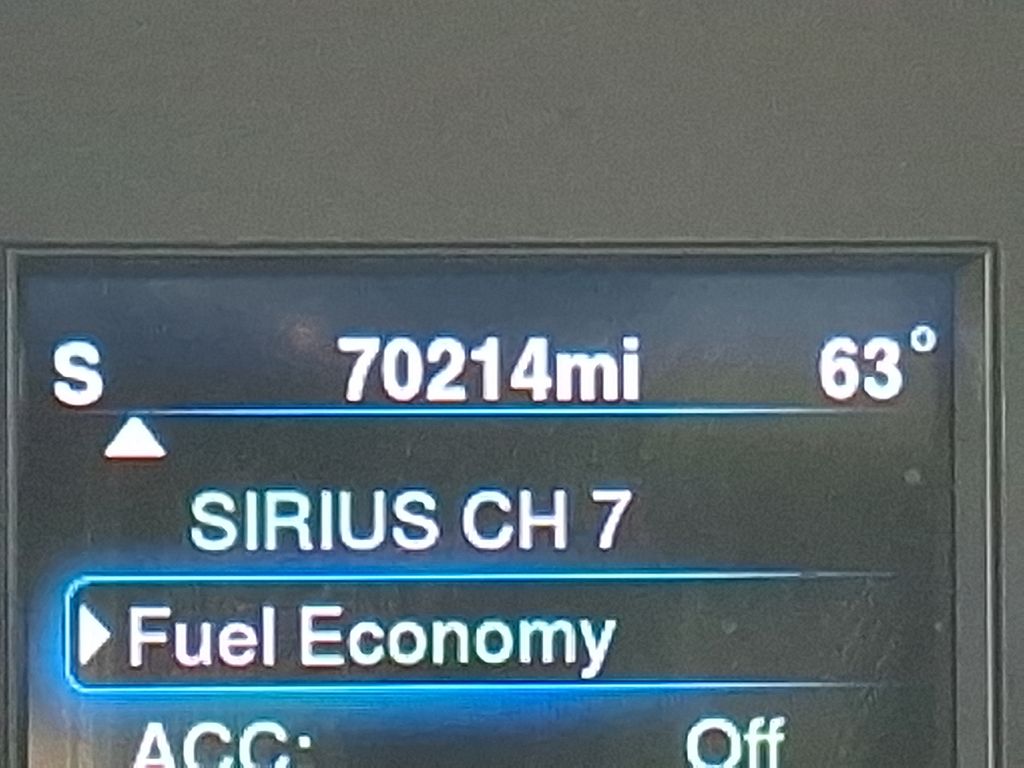 S 70214mi 63°
SIRIUS CH 7
Fuel Economy
ACC: Off